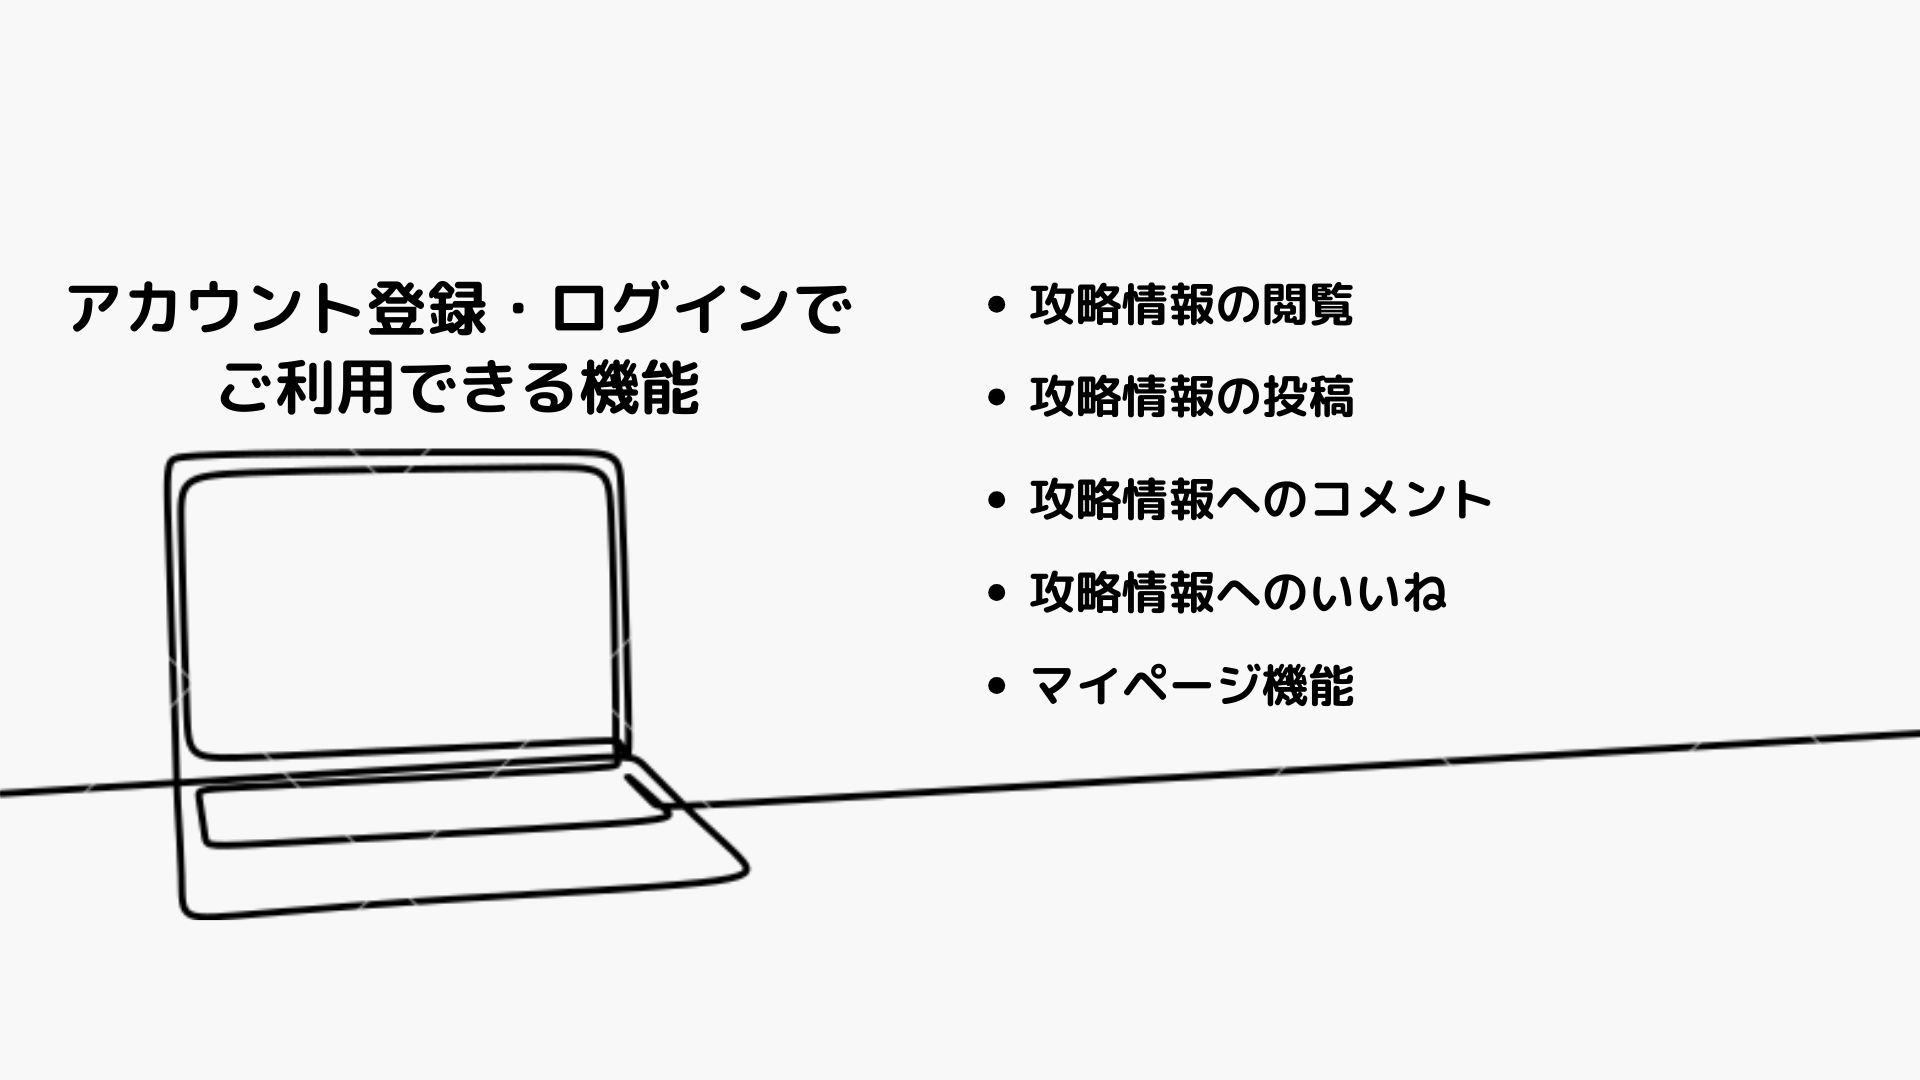 アカウント登録・ログインで
ご利用できる機能
• 攻略情報の閲覧
• 攻略情報の投稿
• 攻略情報へのコメント
• 攻略情報へのいいね
• マイページ機能